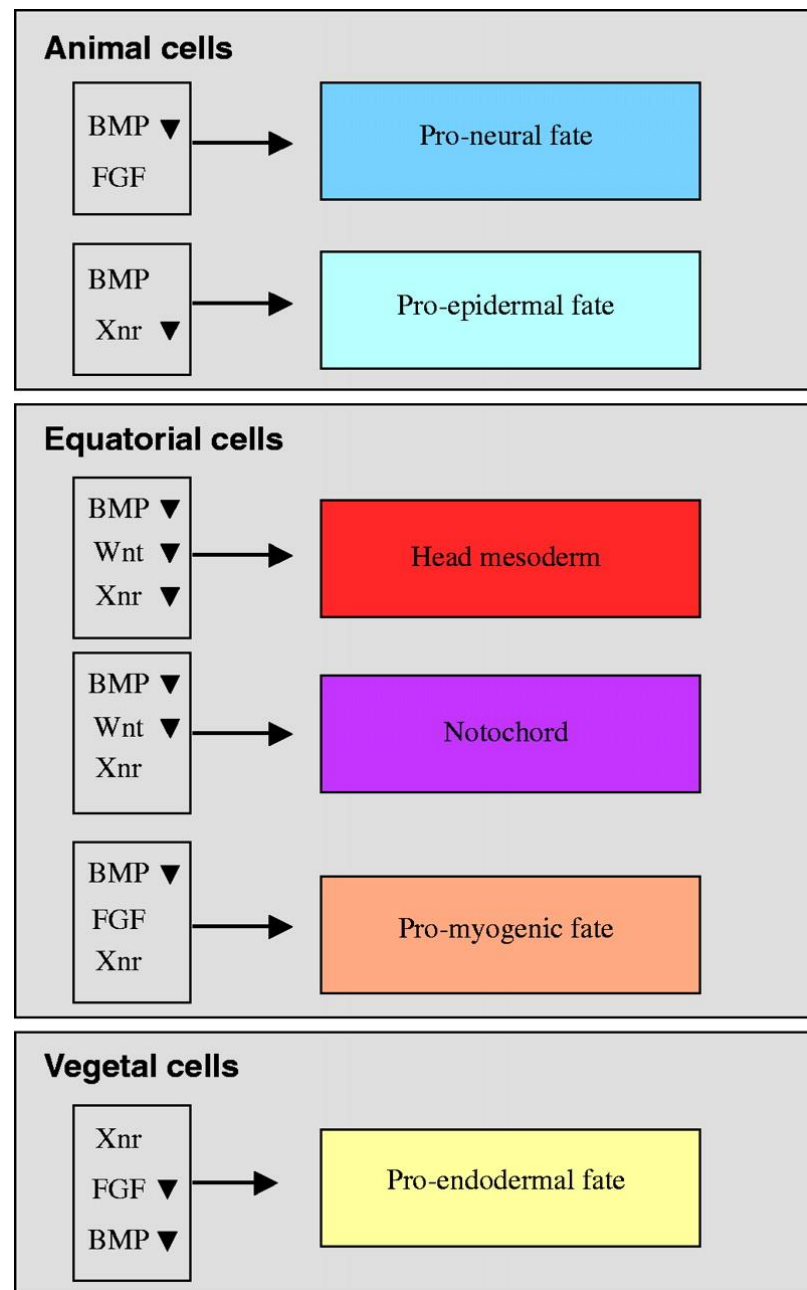 Animal cells
BMP ▼
FGF
Pro-neural fate
BMP
Xnr ▼
Pro-epidermal fate
Equatorial cells
BMP ▼
Wnt ▼
Xnr ▼
Head mesoderm
BMP ▼
Wnt ▼
Xnr
Notochord
BMP ▼
FGF
Xnr
Pro-myogenic fate
Vegetal cells
Xnr
FGF ▼
BMP ▼
Pro-endodermal fate